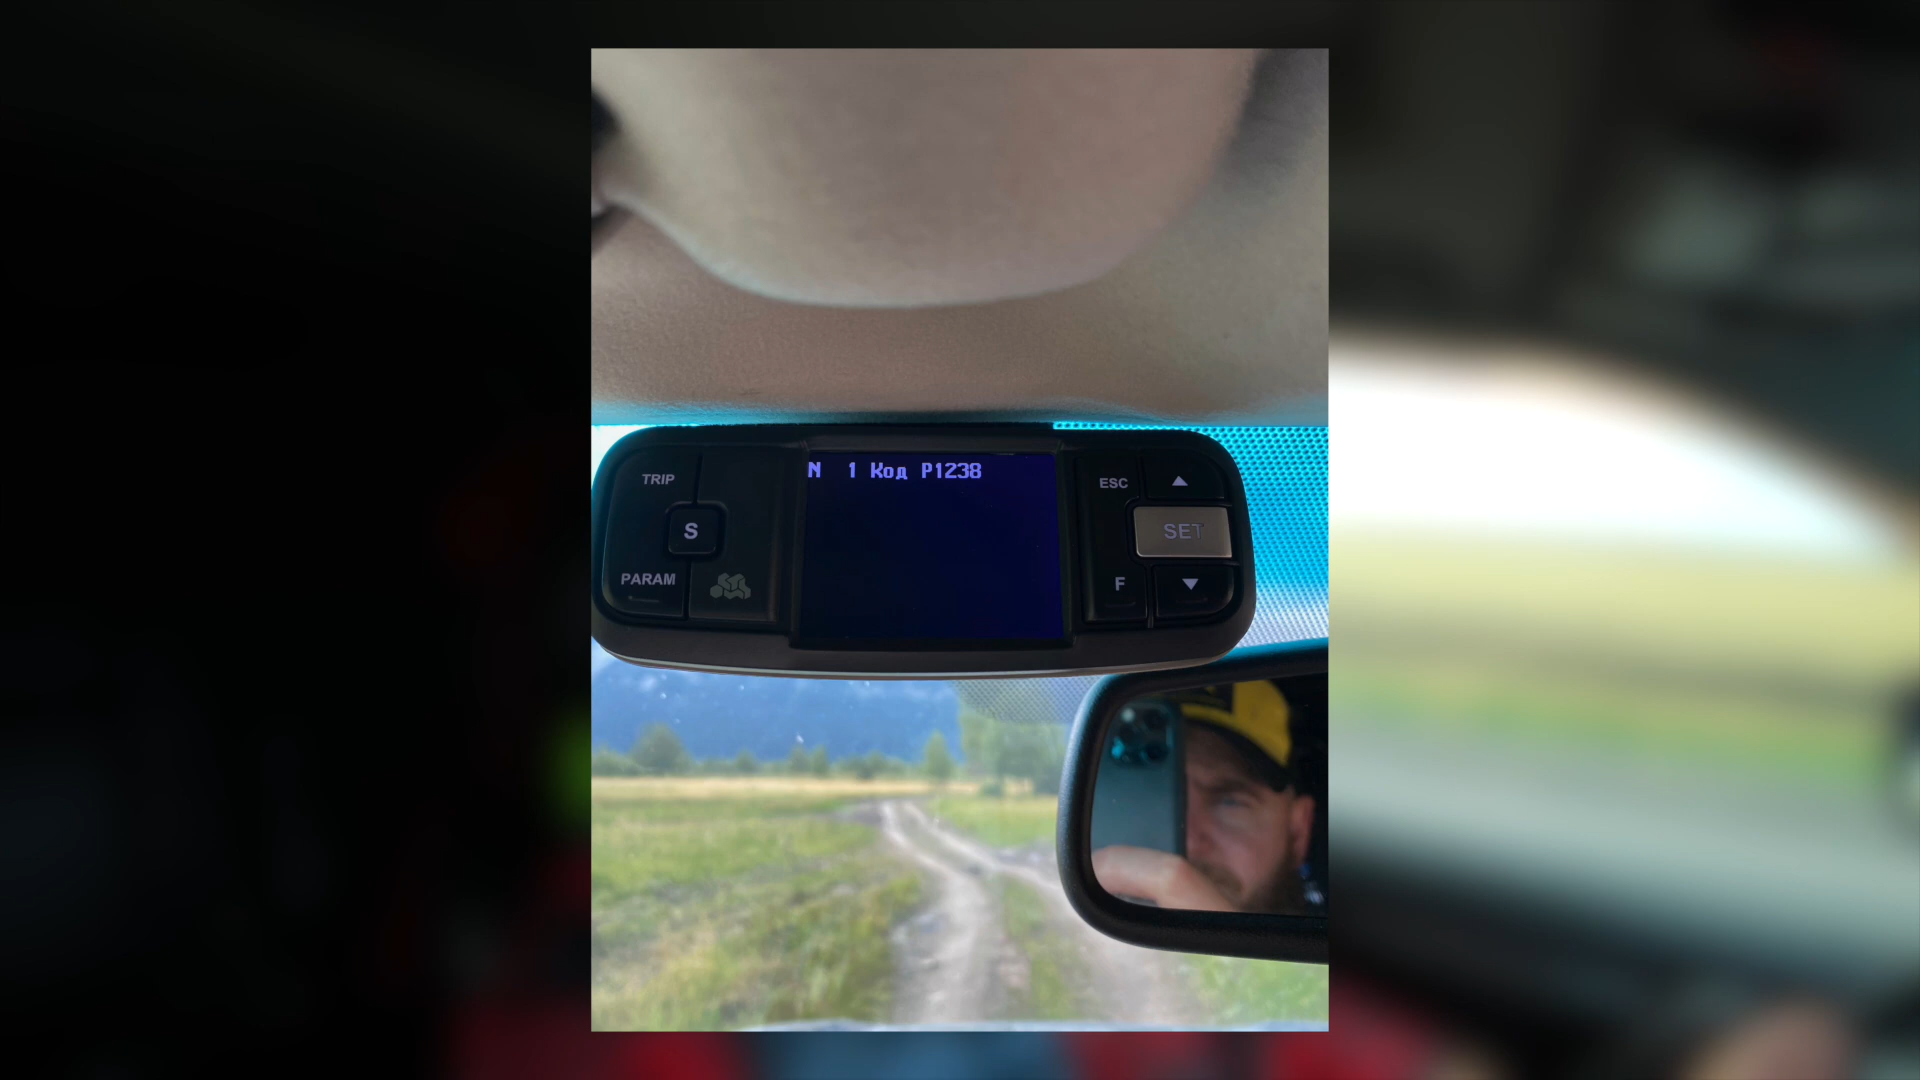 N 1 Код P1238
TRIP
S
PARAM
ESC
▲
SET
F
▼